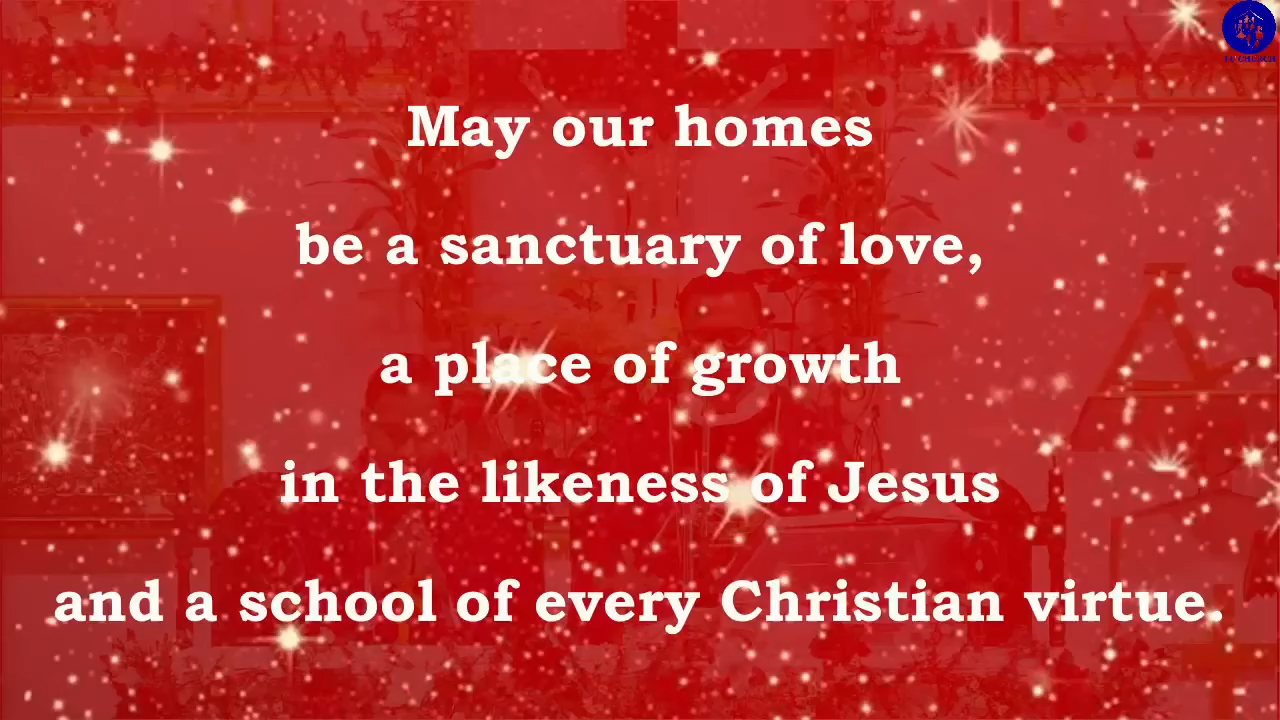 May our homes
be a sanctuary of love,
a place of growth
in the likeness of Jesus
and a school of every Christian virtue.